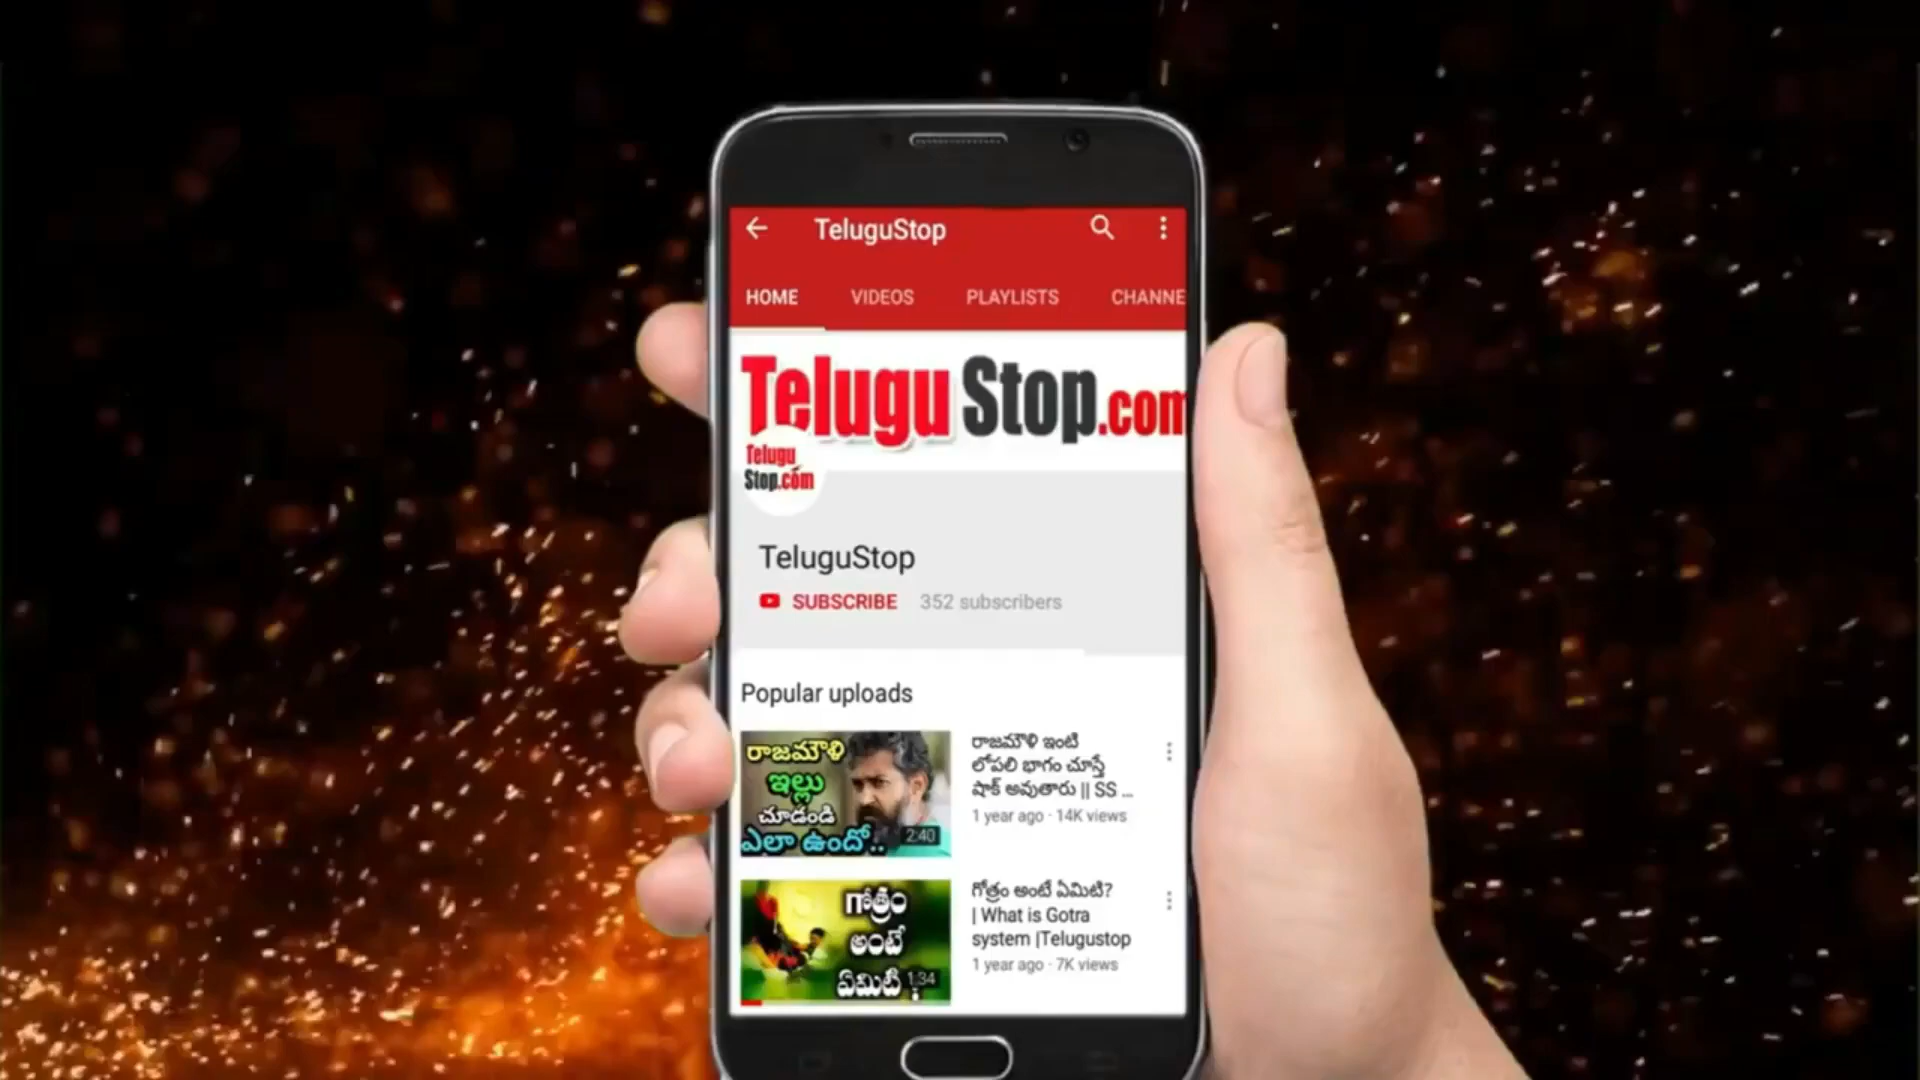 TeluguStop
HOME VIDEOS PLAYLISTS CHANNE
Telugu Stop.com
Telugu
Stop.com
TeluguStop
SUBSCRIBE 352 subscribers
Popular uploads
రాజమౌళి
ఇల్లు
చూడండి
ఎలా ఉందో..
2:40
రాజమౌళి ఇంటి
లోపలి భాగం చూస్తే
షాక్ అవుతారు || SS ...
1 year ago · 14K views
గోత్రం
అంటే
ఏమిటి
1:34
గోత్రం అంటే ఏమిటి?
| What is Gotra
system |Telugustop
1 year ago · 7K views